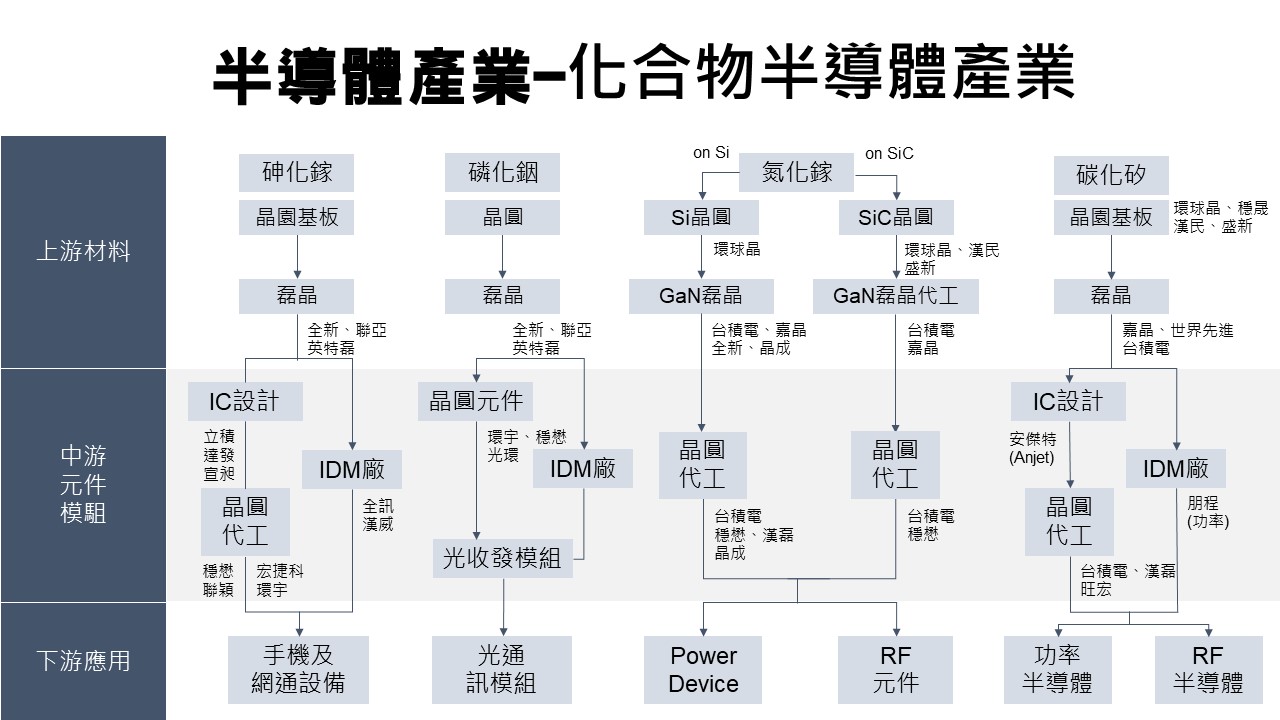 半導體產業–化合物半導體產業
上游材料
砷化鎵
晶園基板
磊晶
全新、聯亞
英特磊
磷化銦
晶圓
磊晶
全新、聯亞
英特磊
on Si
氮化鎵
on SiC
Si晶圓
環球晶
GaN磊晶
台積電、嘉晶
全新、晶成
SiC晶圓
環球晶、漢民
盛新
GaN磊晶代工
台積電
嘉晶
碳化矽
晶園基板
環球晶、穩晟
漢民、盛新
磊晶
嘉晶、世界先進
台積電
中游
元件
模駔
IC設計
立積
達發
宣昶
IDM廠
全訊
漢威
晶圓
代工
穩懋
聯穎
宏捷科
環宇
晶圓元件
環宇、穩懋
光環
IDM廠
光收發模組
晶圓
代工
台積電
穩懋、漢磊
晶成
晶圓
代工
台積電
穩懋
IC設計
安傑特
(Anjet)
IDM廠
朋程
(功率)
晶圓
代工
台積電、漢磊
旺宏
下游應用
手機及
網通設備
光通
訊模組
Power
Device
RF
元件
功率
半導體
RF
半導體